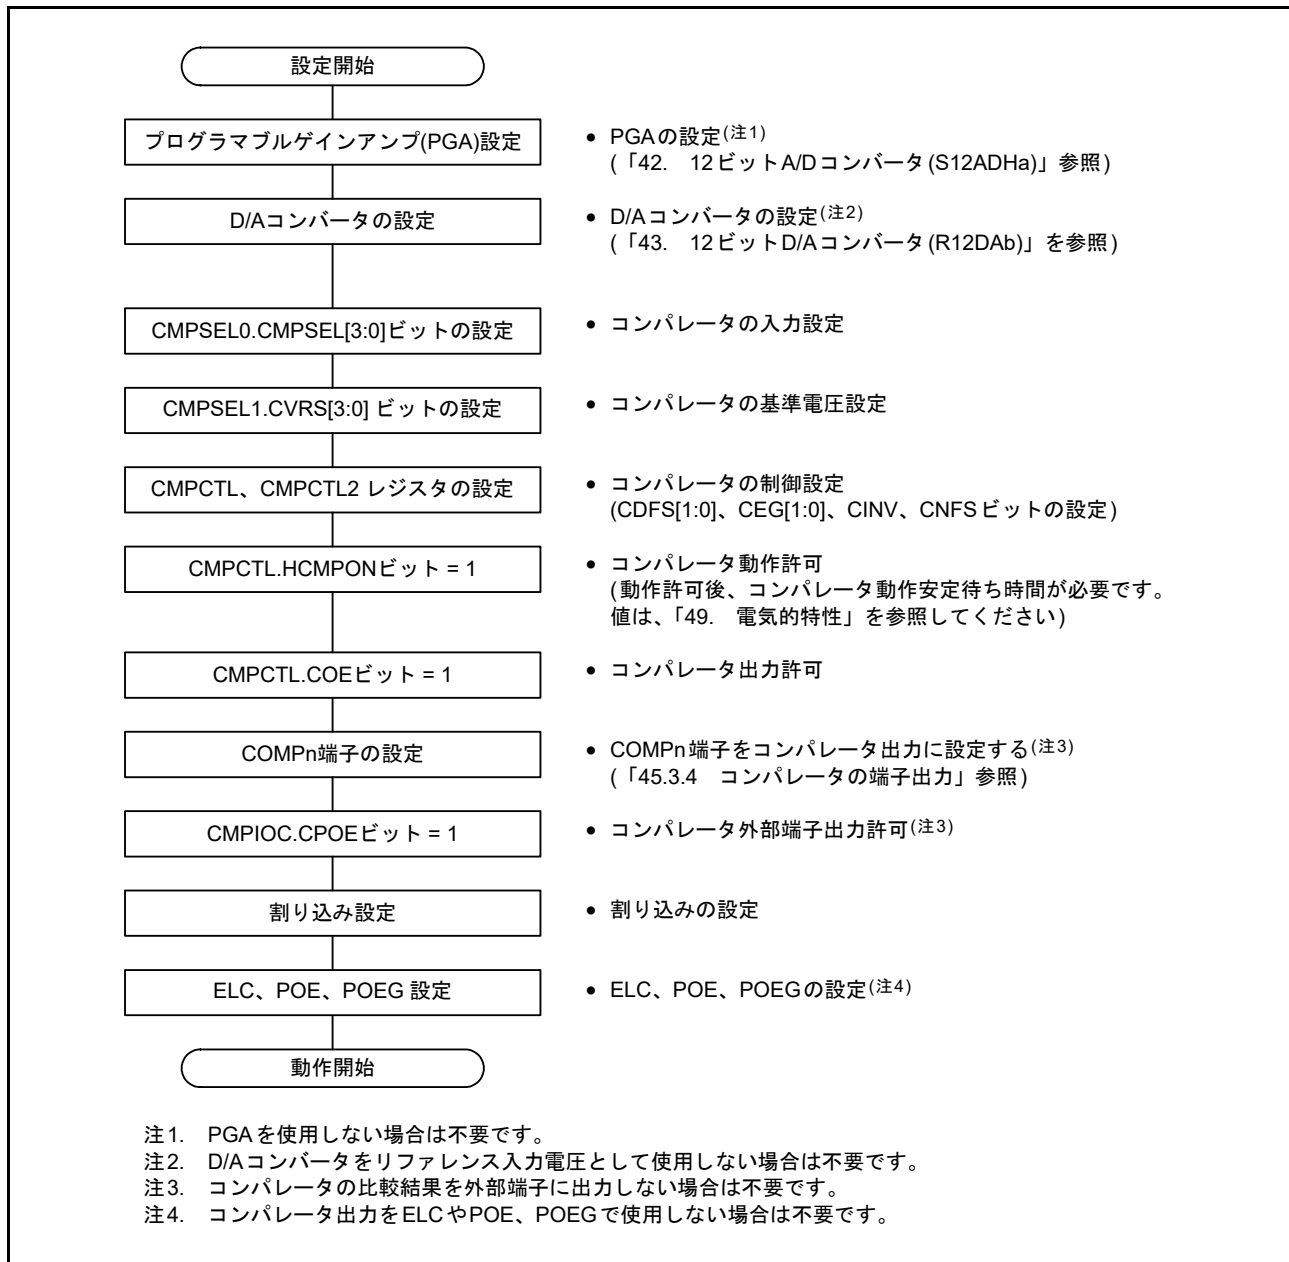 設定開始
プログラマブルゲインアンプ(PGA)設定
• PGAの設定(注1)
(「42. 12ビットA/Dコンバータ(S12ADHa)」参照)
D/Aコンバータの設定
• D/Aコンバータの設定(注2)
(「43. 12ビットD/Aコンバータ(R12DAb)」を参照)
CMPSEL0.CMPSEL[3:0]ビットの設定
• コンパレータの入力設定
CMPSEL1.CVRS[3:0] ビットの設定
• コンパレータの基準電圧設定
CMPCTL、CMPCTL2 レジスタの設定
• コンパレータの制御設定
(CDFS[1:0]、CEG[1:0]、CINV、CNFSビットの設定)
CMPCTL.HCMPONビット = 1
• コンパレータ動作許可
(動作許可後、コンパレータ動作安定待ち時間が必要です。
値は、「49. 電気的特性」を参照してください)
CMPCTL.COEビット = 1
• コンパレータ出力許可
COMPn端子の設定
• COMPn端子をコンパレータ出力に設定する(注3)
(「45.3.4 コンパレータの端子出力」参照)
CMPIOC.CPOEビット = 1
• コンパレータ外部端子出力許可(注3)
割り込み設定
• 割り込みの設定
ELC、POE、POEG 設定
• ELC、POE、POEGの設定(注4)
動作開始
注1. PGAを使用しない場合は不要です。
注2. D/Aコンバータをリファレンス入力電圧として使用しない場合は不要です。
注3. コンパレータの比較結果を外部端子に出力しない場合は不要です。
注4. コンパレータ出力をELCやPOE、POEGで使用しない場合は不要です。